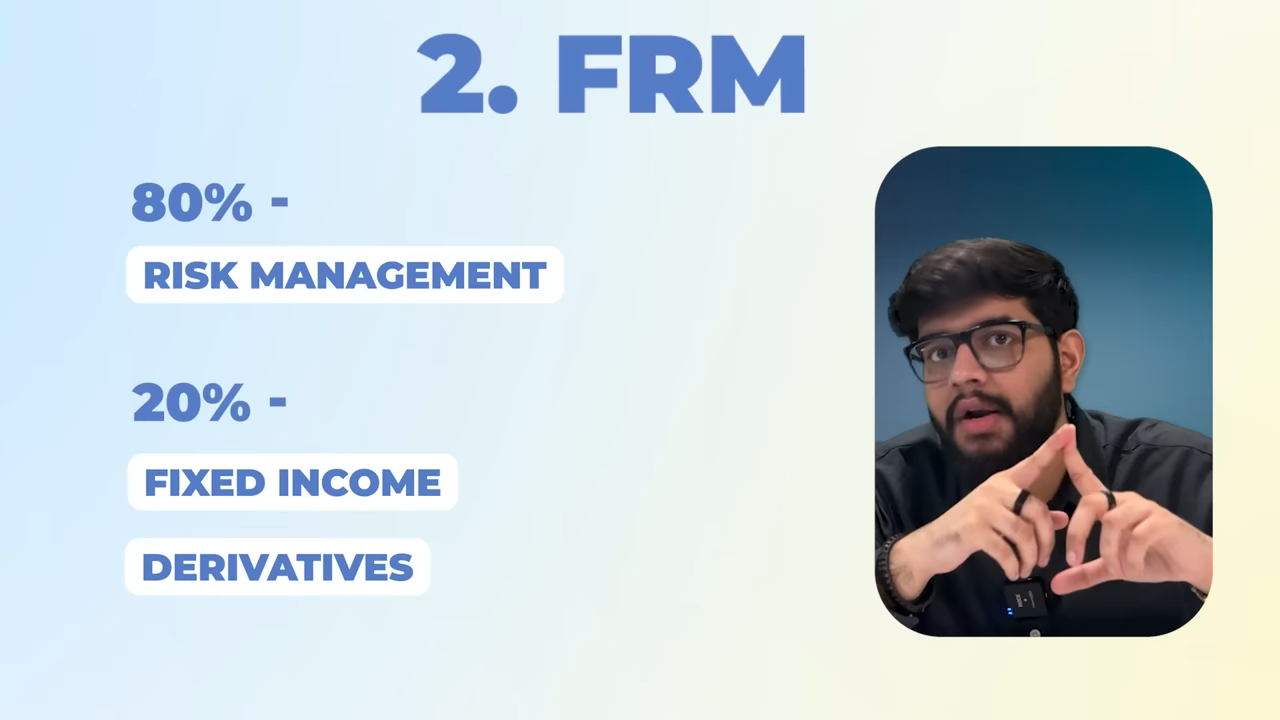 2. FRM
80% -
RISK MANAGEMENT
20% -
FIXED INCOME
DERIVATIVES